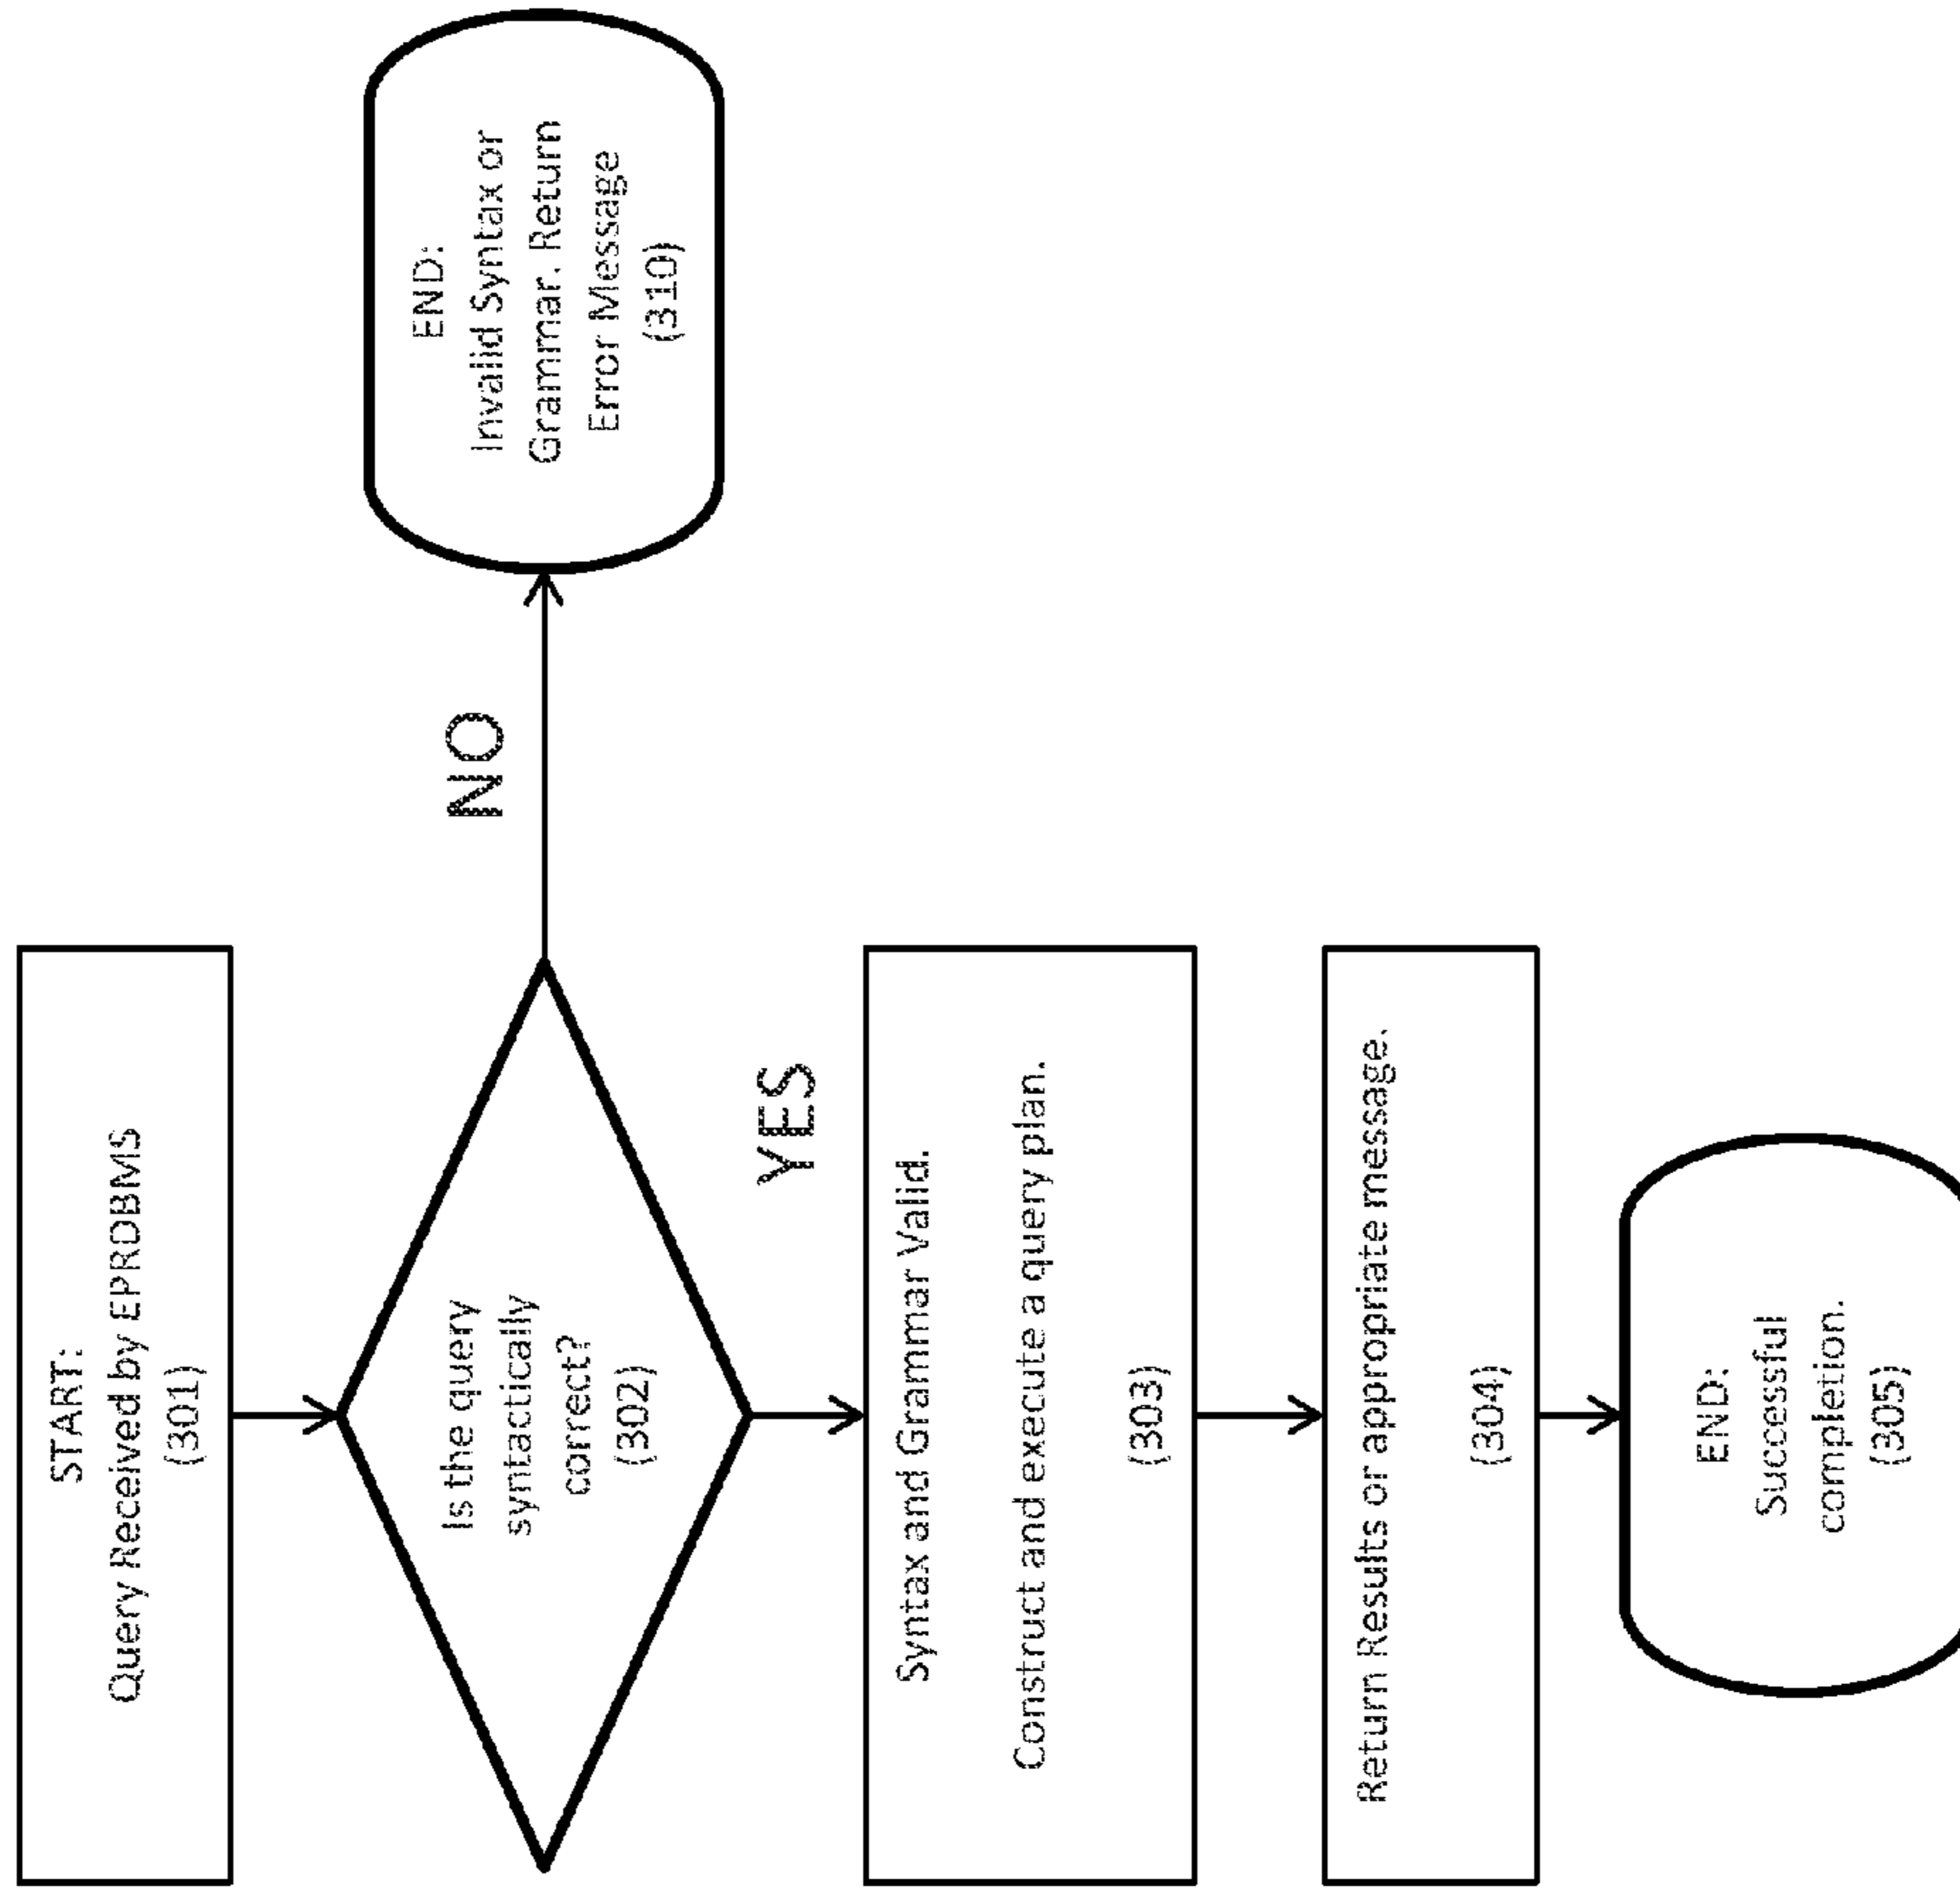 START:
Query Received by EPRDBMS
(301)
Is the query
syntactically
correct?
(302)
NO
END:
Invalid Syntax or
Grammar. Return
Error Message
(310)
YES
Syntax and Grammar Valid.
Construct and execute a query plan.
(303)
Return Results or appropriate message.
(304)
END:
Successful
completion.
(305)